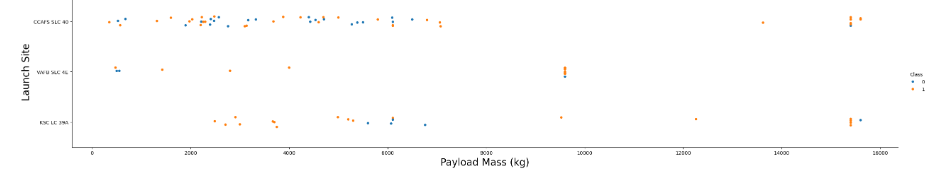 CCAFS SLC 40
VAFB SLC 4E
KSC LC 39A
Launch Site
0 2000 4000 6000 8000 10000 12000 14000 16000
Payload Mass (kg)
Class
0
1